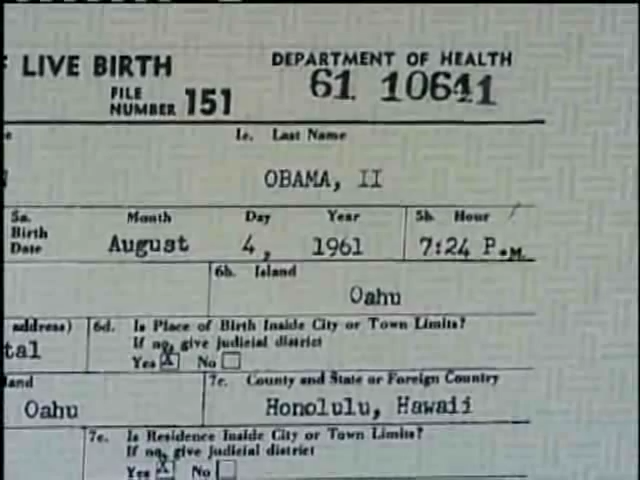 LIVE BIRTH
DEPARTMENT OF HEALTH
FILE NUMBER 151
61 10641
1c. Last Name
OBAMA, II
5a. Birth Date
Month Day Year
5b. Hour
August 4, 1961
7:24 P.M.
6b. Island
Oahu
address)
6d. Is Place of Birth Inside City or Town Limits?
If no, give judicial district
tal
Yes X No
land
7c. County and State or Foreign Country
Oahu
Honolulu, Hawaii
7e. Is Residence Inside City or Town Limits?
If no, give judicial district
Yes X No